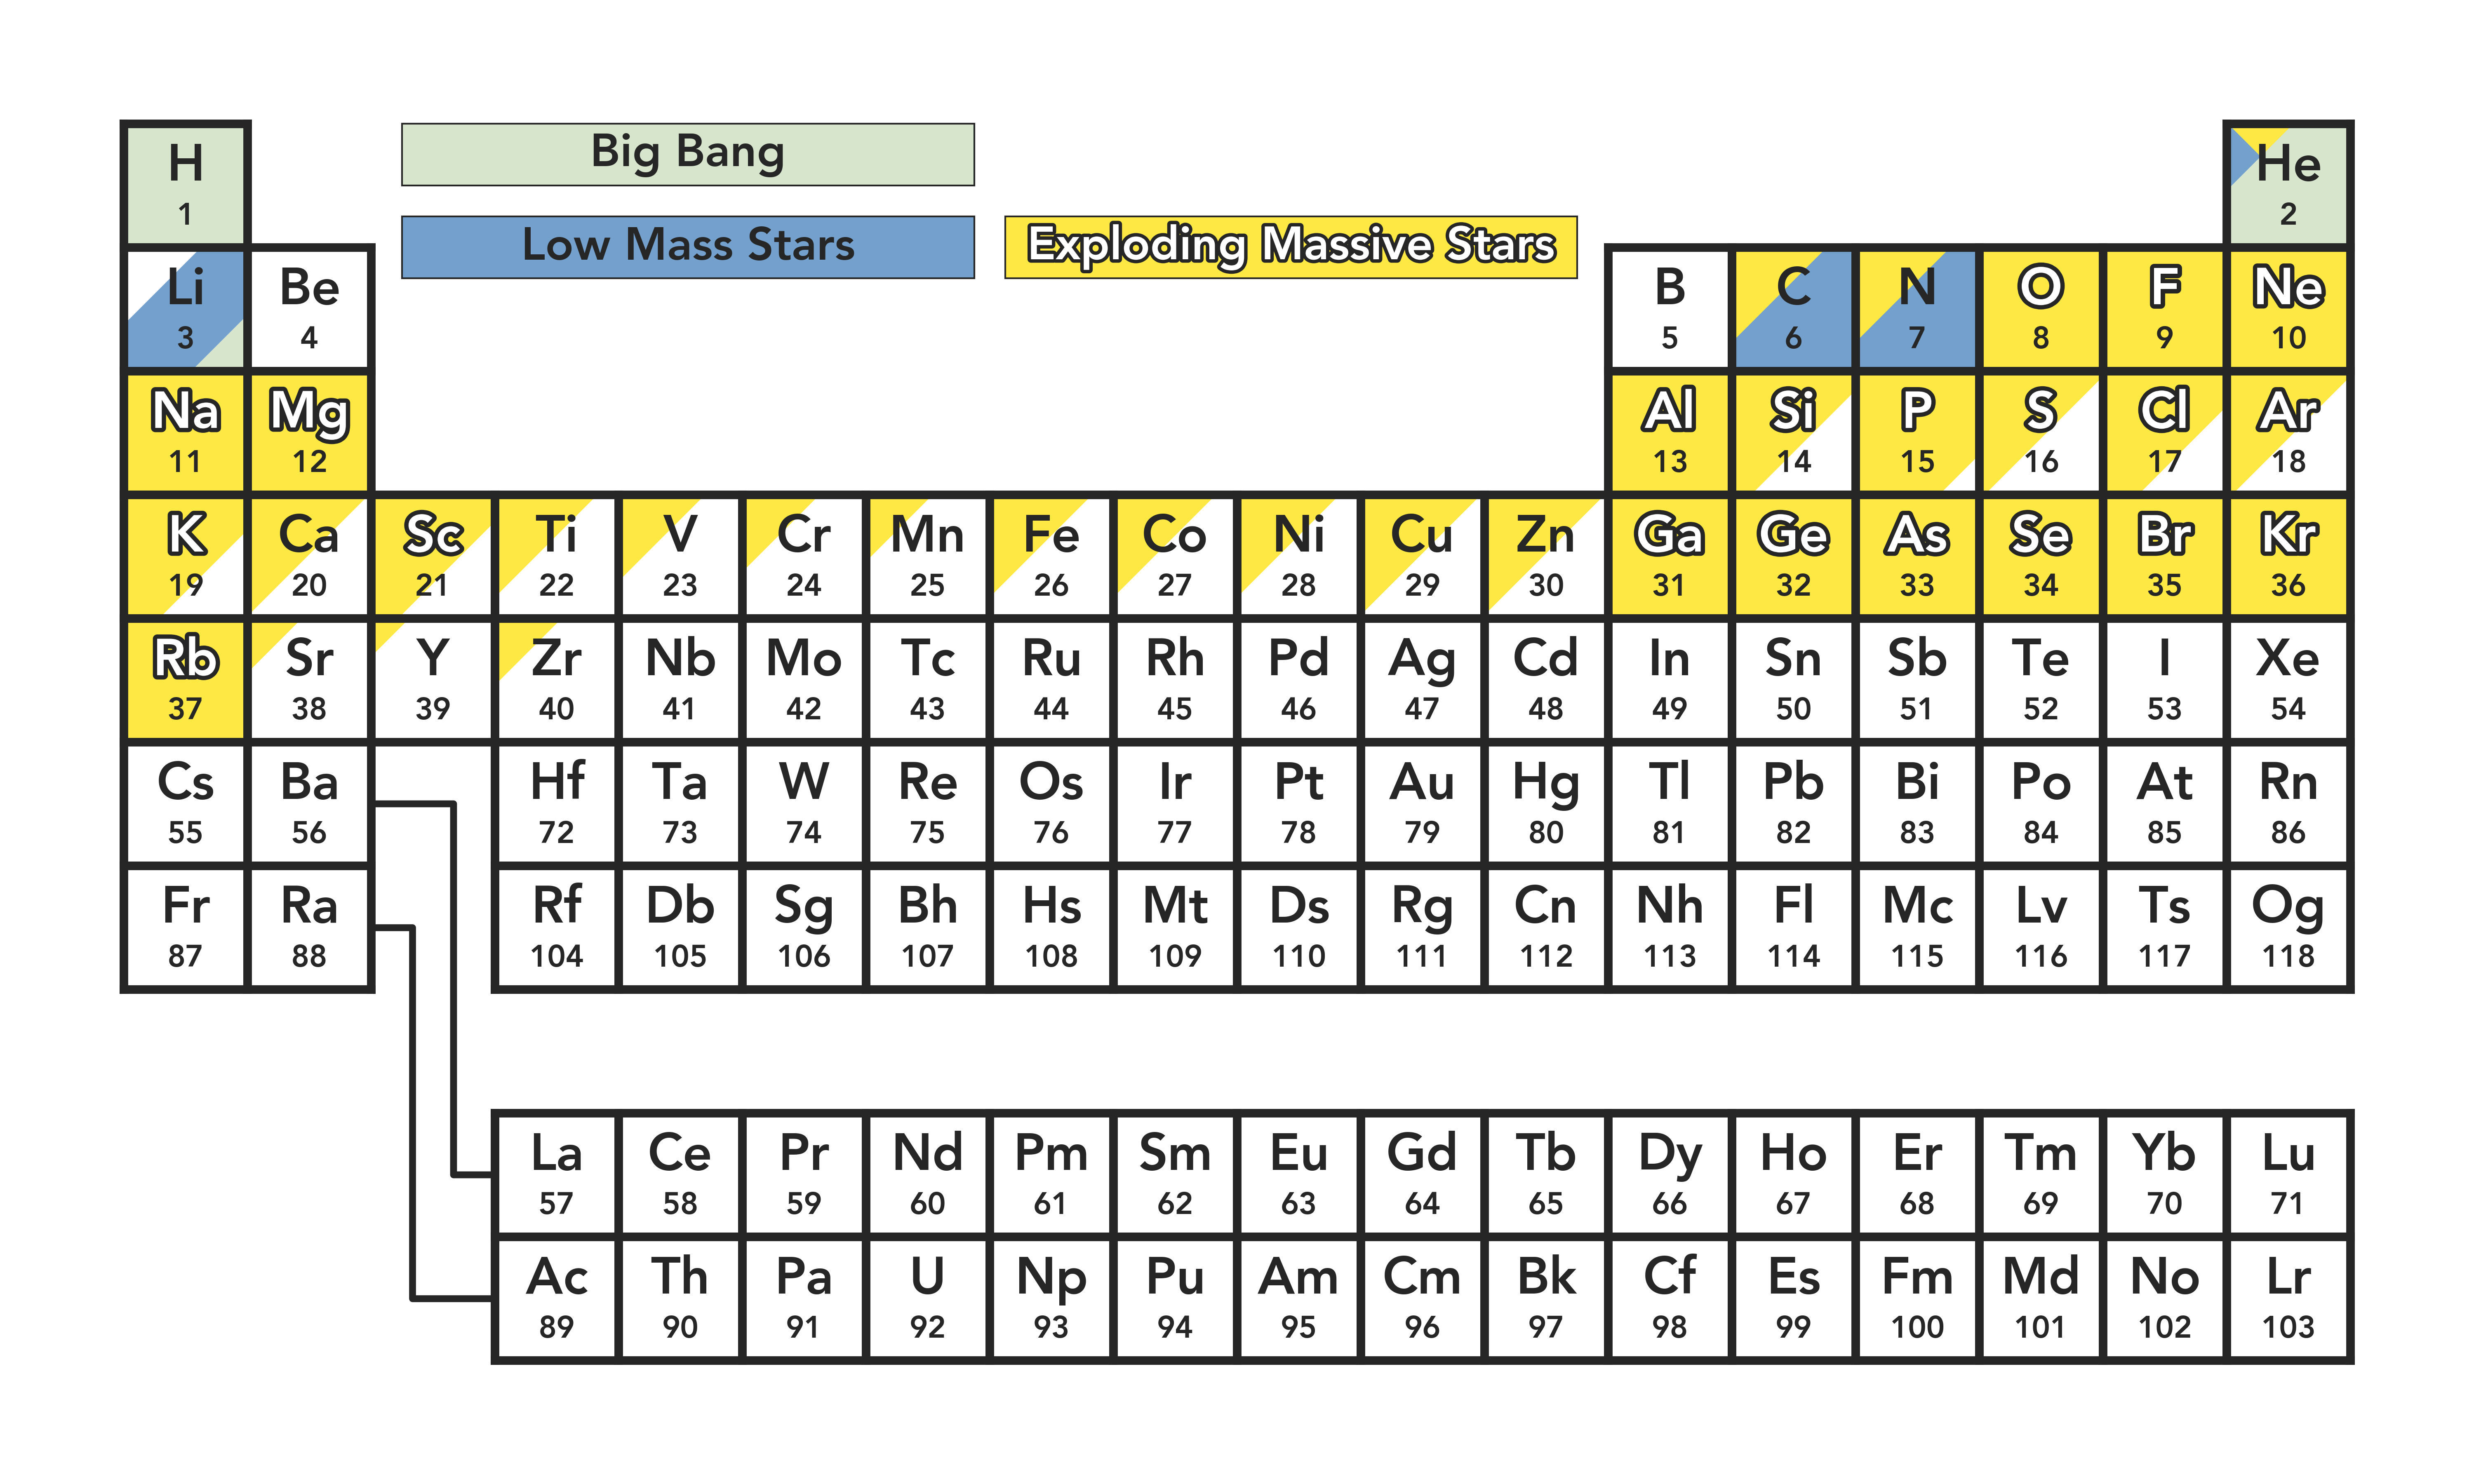 H He
1 2
Big Bang
Low Mass Stars Exploding Massive Stars
Li Be B C N O F Ne
3 4 5 6 7 8 9 10
Na Mg Al Si P S Cl Ar
11 12 13 14 15 16 17 18
K Ca Sc Ti V Cr Mn Fe Co Ni Cu Zn Ga Ge As Se Br Kr
19 20 21 22 23 24 25 26 27 28 29 30 31 32 33 34 35 36
Rb Sr Y Zr Nb Mo Tc Ru Rh Pd Ag Cd In Sn Sb Te I Xe
37 38 39 40 41 42 43 44 45 46 47 48 49 50 51 52 53 54
Cs Ba Hf Ta W Re Os Ir Pt Au Hg Tl Pb Bi Po At Rn
55 56 72 73 74 75 76 77 78 79 80 81 82 83 84 85 86
Fr Ra Rf Db Sg Bh Hs Mt Ds Rg Cn Nh Fl Mc Lv Ts Og
87 88 104 105 106 107 108 109 110 111 112 113 114 115 116 117 118
La Ce Pr Nd Pm Sm Eu Gd Tb Dy Ho Er Tm Yb Lu
57 58 59 60 61 62 63 64 65 66 67 68 69 70 71
Ac Th Pa U Np Pu Am Cm Bk Cf Es Fm Md No Lr
89 90 91 92 93 94 95 96 97 98 99 100 101 102 103